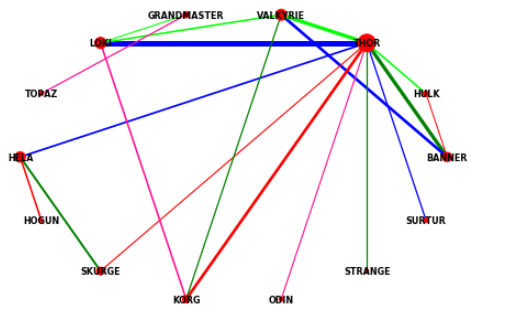 GRANDMASTER
VALKYRIE
LOKI
THOR
TOPAZ
HULK
HELA
BANNER
HOGUN
SURTUR
SKURGE
STRANGE
KORG
ODIN